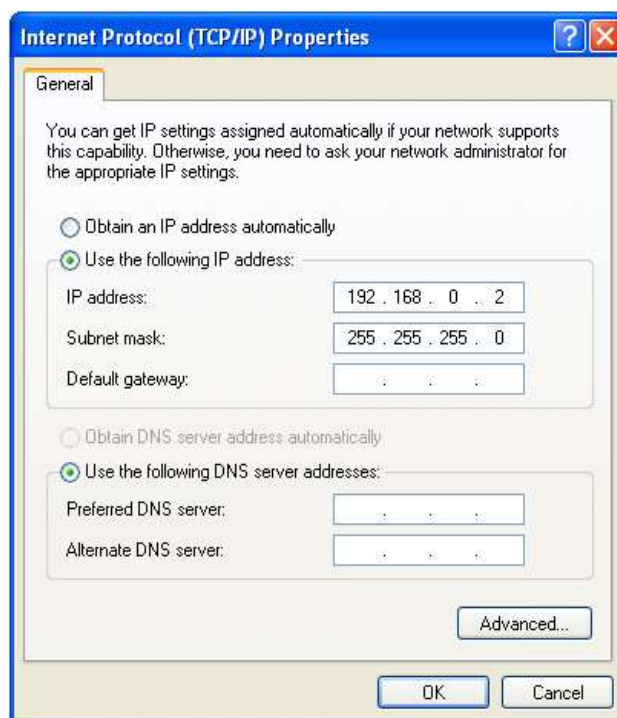 Internet Protocol (TCP/IP) Properties
General
You can get IP settings assigned automatically if your network supports
this capability. Otherwise, you need to ask your network administrator for
the appropriate IP settings.
Obtain an IP address automatically
Use the following IP address:
IP address: 192 . 168 . 0 . 2
Subnet mask: 255 . 255 . 255 . 0
Default gateway: . . .
Obtain DNS server address automatically
Use the following DNS server addresses:
Preferred DNS server: . . .
Alternate DNS server: . . .
Advanced...
OK Cancel